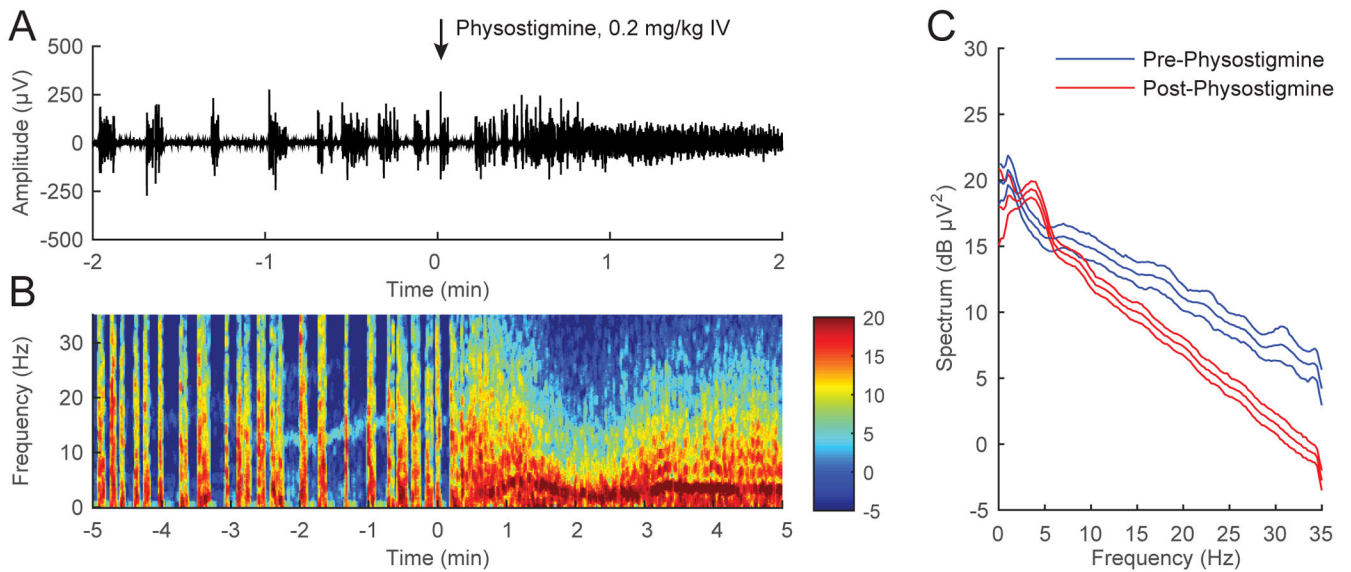 A
Physostigmine, 0.2 mg/kg IV
500
250
0
-250
-500
Amplitude (µV)
-2 -1 0 1 2
Time (min)
B
30
20
10
0
Frequency (Hz)
-5 -4 -3 -2 -1 0 1 2 3 4 5
Time (min)
20
15
10
5
0
-5
C
Pre-Physostigmine
Post-Physostigmine
30
25
20
15
10
5
0
-5
Spectrum (dB µV²)
0 5 10 15 20 25 30 35
Frequency (Hz)